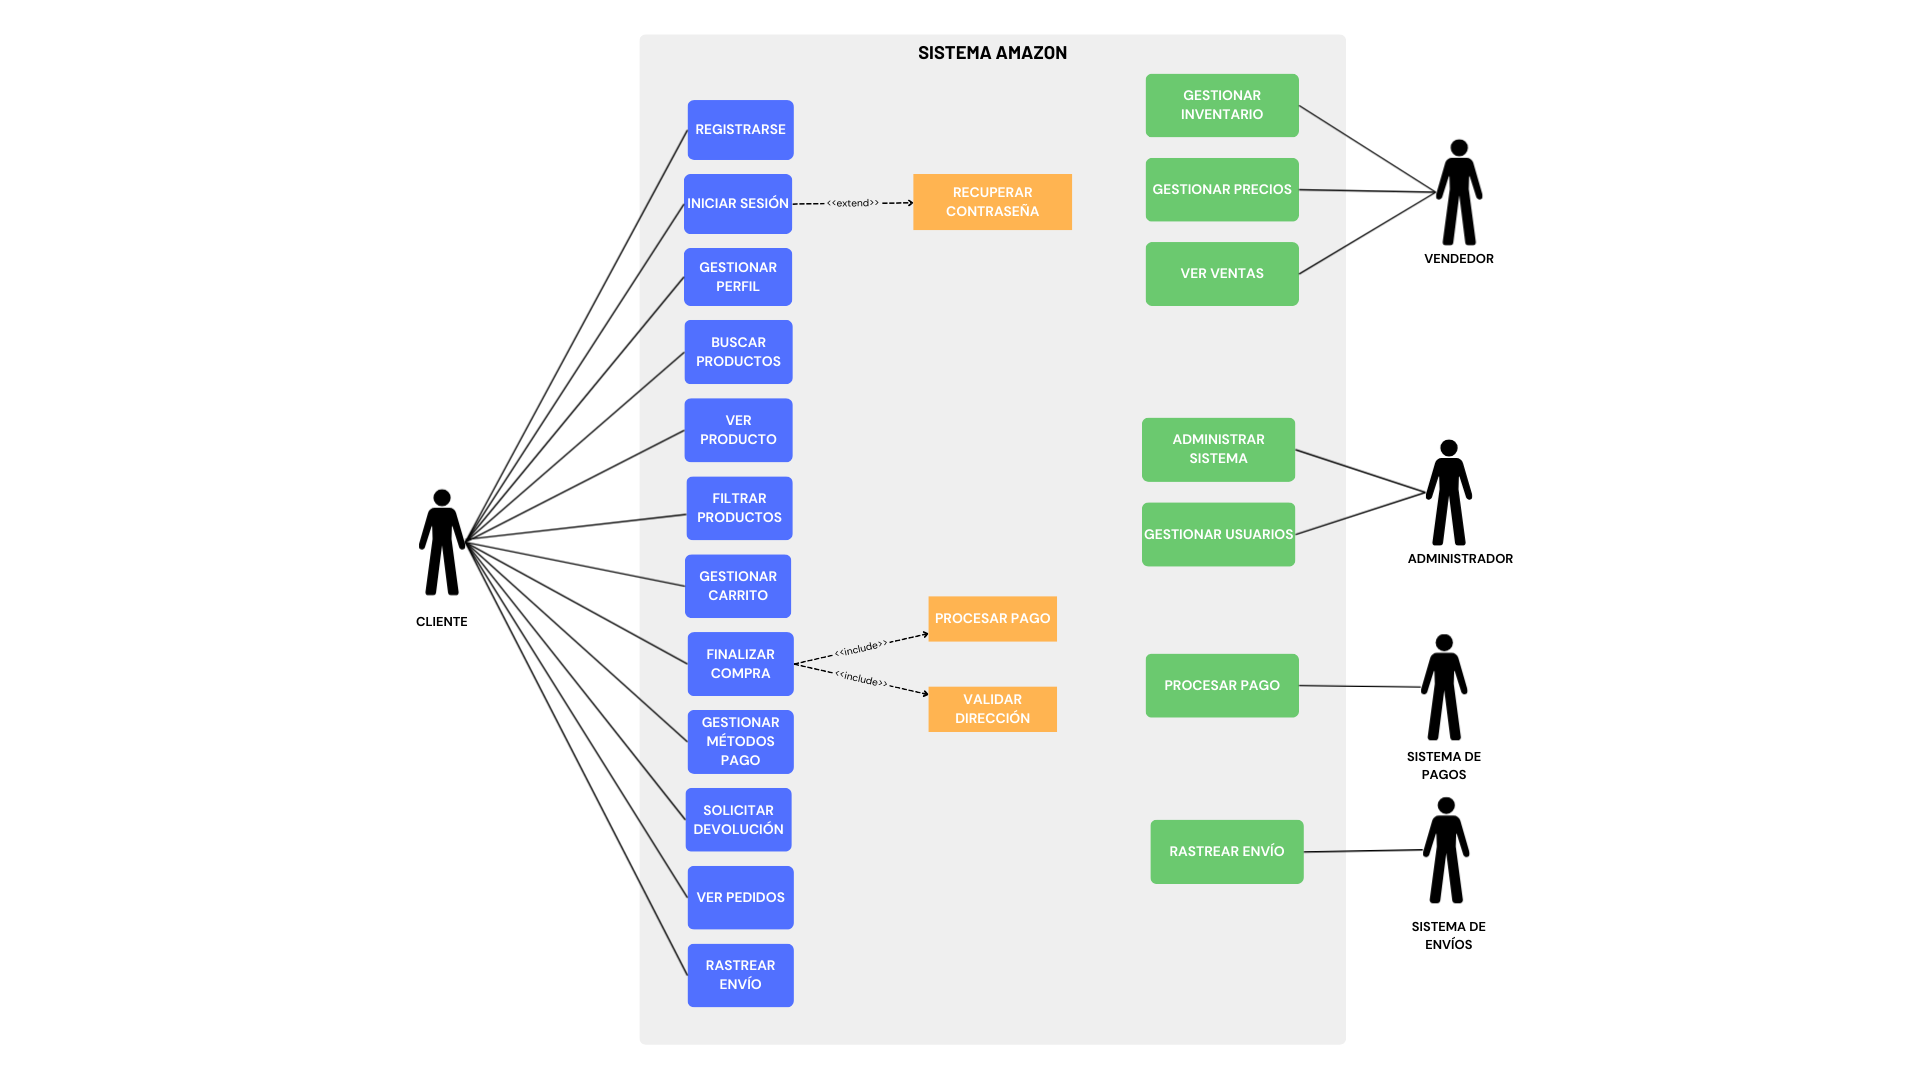 SISTEMA AMAZON
REGISTRARSE
INICIAR SESIÓN
<<extend>>
RECUPERAR
CONTRASEÑA
GESTIONAR
PERFIL
BUSCAR
PRODUCTOS
VER
PRODUCTO
FILTRAR
PRODUCTOS
GESTIONAR
CARRITO
FINALIZAR
COMPRA
<<include>>
<<include>>
PROCESAR PAGO
VALIDAR
DIRECCIÓN
GESTIONAR
MÉTODOS
PAGO
SOLICITAR
DEVOLUCIÓN
VER PEDIDOS
RASTREAR
ENVÍO
CLIENTE
GESTIONAR
INVENTARIO
GESTIONAR PRECIOS
VER VENTAS
VENDEDOR
ADMINISTRAR
SISTEMA
GESTIONAR USUARIOS
ADMINISTRADOR
PROCESAR PAGO
SISTEMA DE
PAGOS
RASTREAR ENVÍO
SISTEMA DE
ENVÍOS